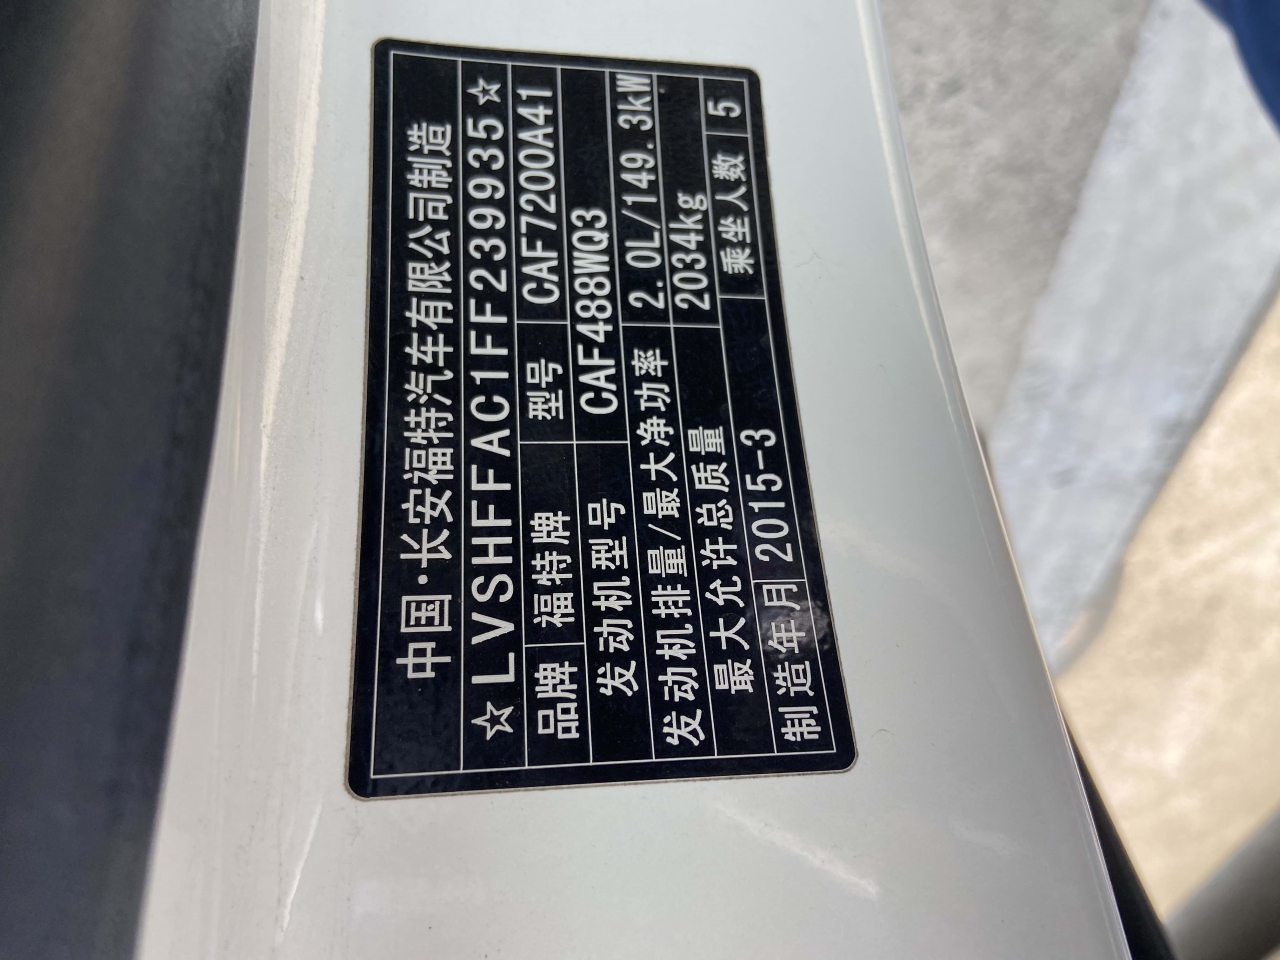 中国·长安福特汽车有限公司制造
☆LVSHFFAC1FF239935☆
品牌 福特牌 型号 CAF7200A41
发动机型号 CAF488WQ3
发动机排量/最大净功率 2.0L/149.3kW
最大允许总质量 2034kg
制造年月 2015-3 乘坐人数 5